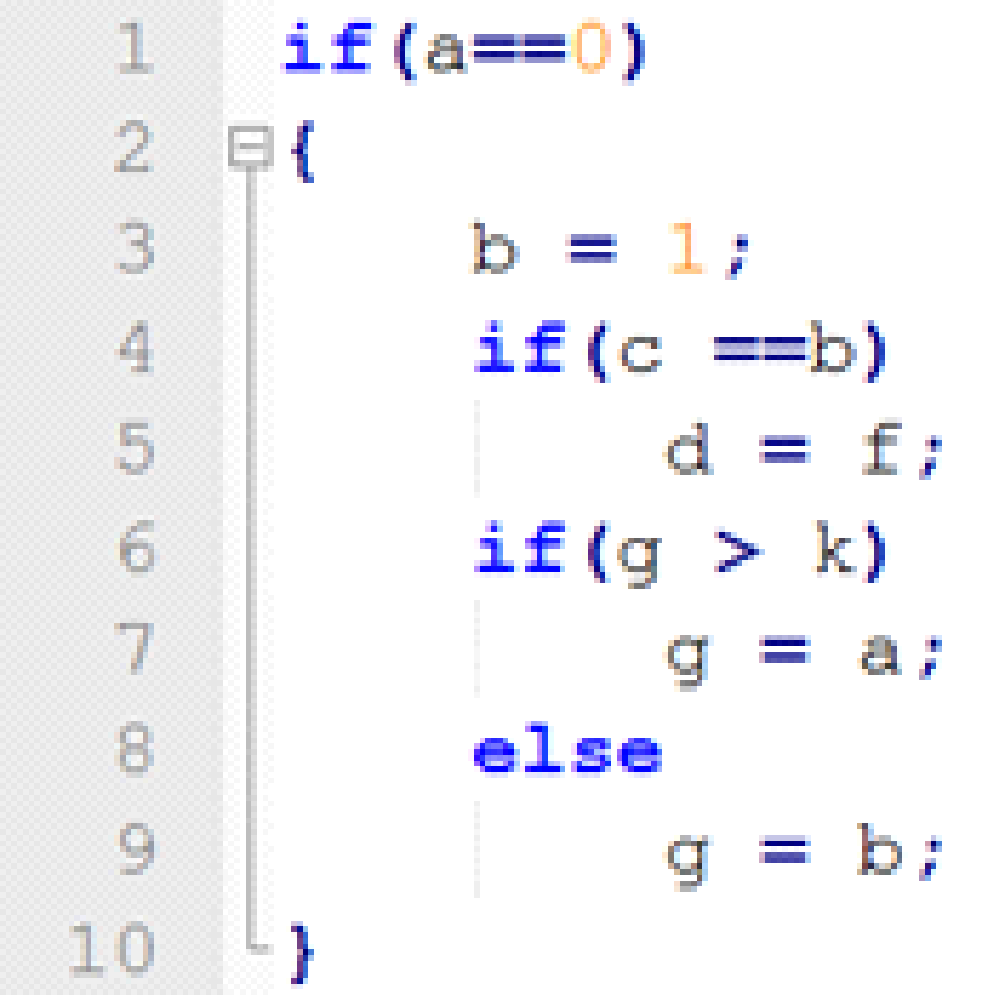 1 if(a==0)
2 {
3 b = 1;
4 if(c ==b)
5 d = f;
6 if(g > k)
7 g = a;
8 else
9 g = b;
10 }